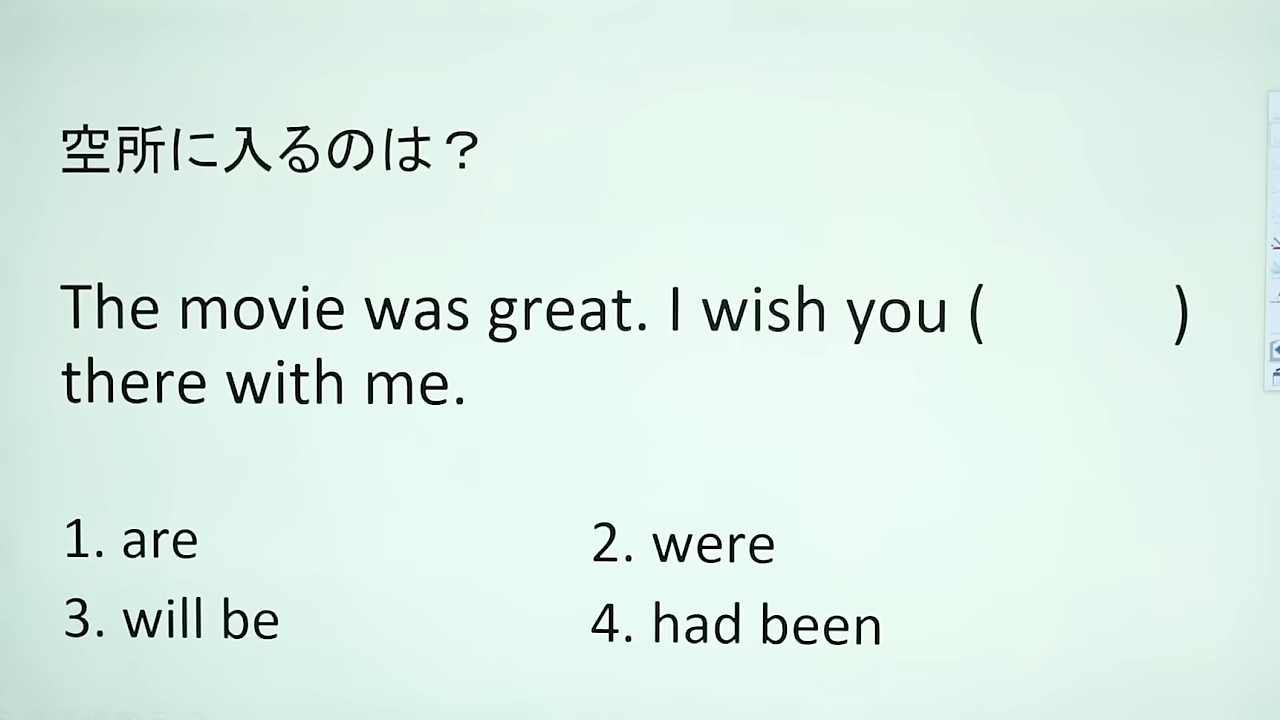 空所に入るのは？
The movie was great. I wish you ( )
there with me.
1. are
2. were
3. will be
4. had been